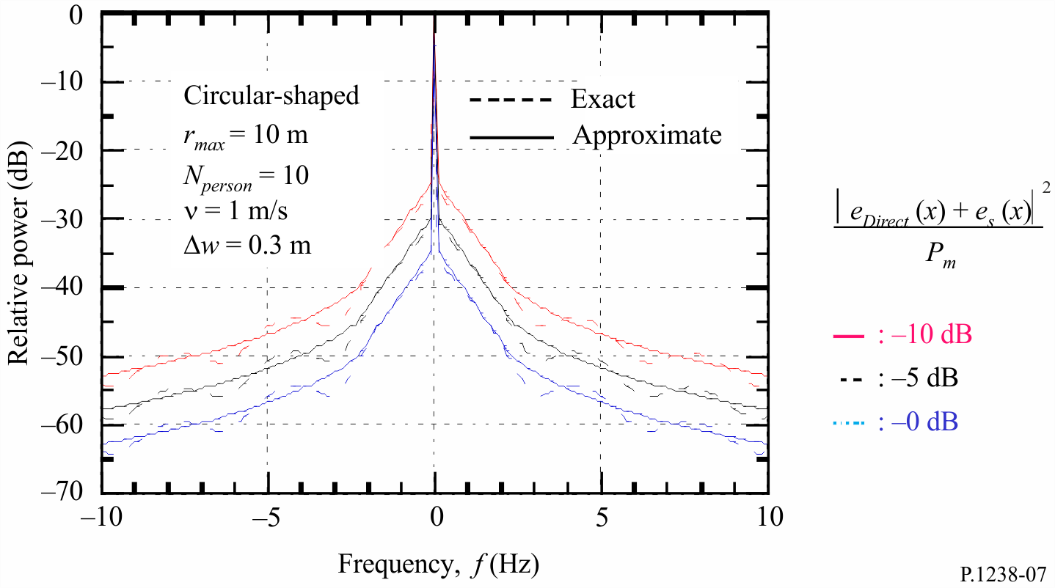 0
–10
–20
–30
–40
–50
–60
–70
–10
–5
0
5
10
Relative power (dB)
Frequency, f (Hz)
Circular-shaped
r_max = 10 m
N_person = 10
ν = 1 m/s
Δw = 0.3 m
Exact
Approximate
| e_Direct (x) + e_s (x)| ²
P_m
: –10 dB
: –5 dB
: –0 dB
P.1238-07